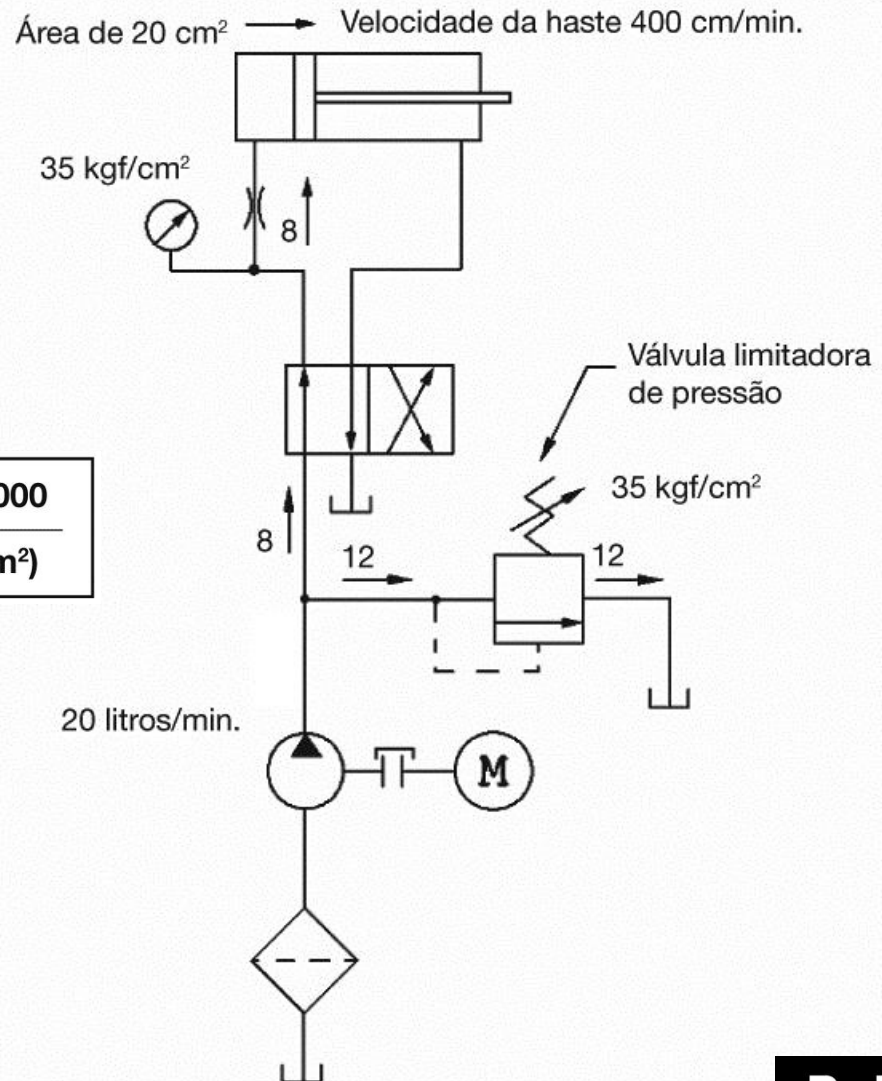 Área de 20 cm² Velocidade da haste 400 cm/min.
35 kgf/cm²
8
Válvula limitadora
de pressão
000
m²)
35 kgf/cm²
8
12
12
20 litros/min.
M